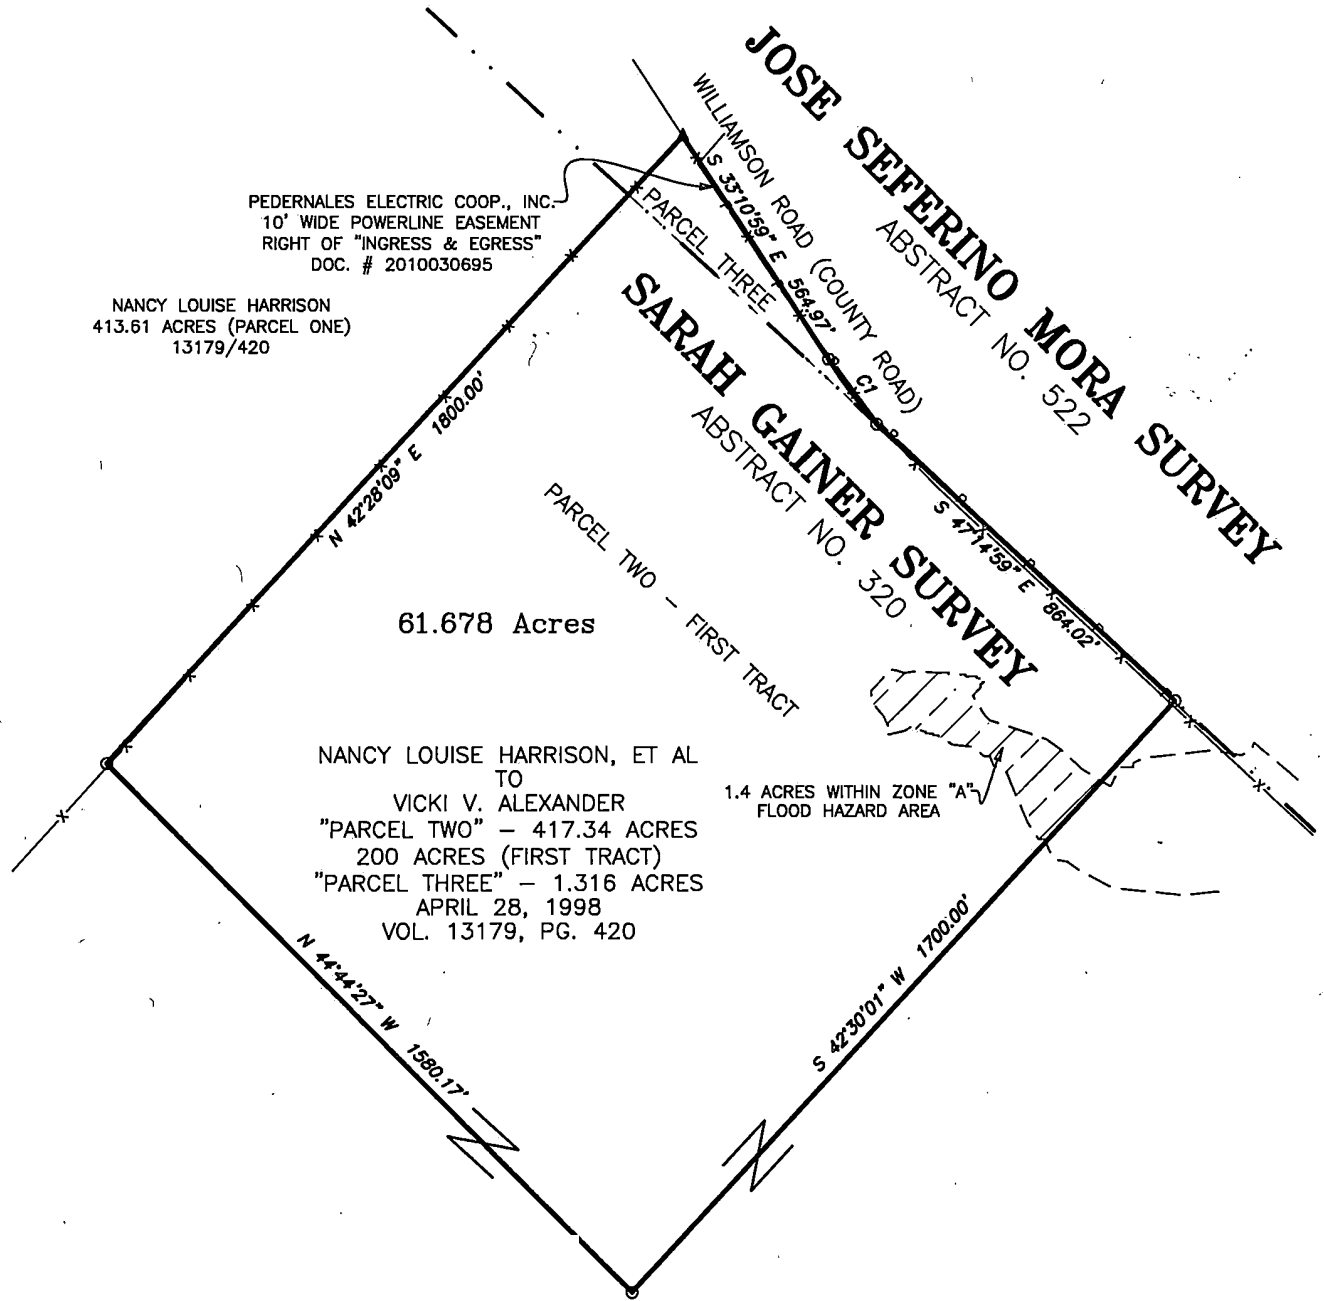 JOSE SEFERINO MORA SURVEY
ABSTRACT NO. 522
WILLIAMSON ROAD (COUNTY ROAD)
S 33°10'59" E 564.97'
PEDERNALES ELECTRIC COOP., INC.
10' WIDE POWERLINE EASEMENT
RIGHT OF "INGRESS & EGRESS"
DOC. # 2010030695
PARCEL THREE
NANCY LOUISE HARRISON
413.61 ACRES (PARCEL ONE)
13179/420
SARAH GAINER SURVEY
ABSTRACT NO. 320
C1
N 42°28'09" E 1800.00'
S 47°14'59" E 864.02'
PARCEL TWO – FIRST TRACT
61.678 Acres
NANCY LOUISE HARRISON, ET AL
TO
VICKI V. ALEXANDER
"PARCEL TWO" – 417.34 ACRES
200 ACRES (FIRST TRACT)
"PARCEL THREE" – 1.316 ACRES
APRIL 28, 1998
VOL. 13179, PG. 420
1.4 ACRES WITHIN ZONE "A"
FLOOD HAZARD AREA
N 44°44'27" W 1580.17'
S 42°30'01" W 1700.00'